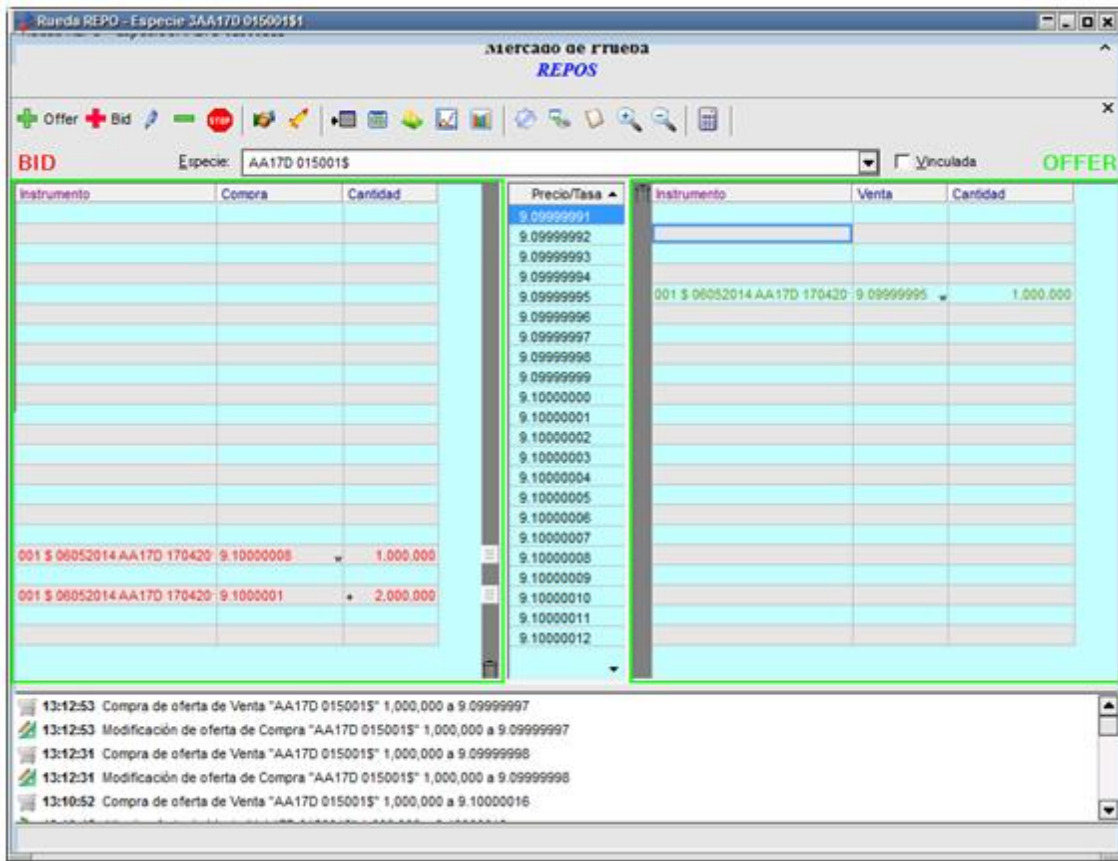 Rueda REPO - Especie 3AA17D 015001$1
Mercado de Prueba
REPOS
Offer Bid STOP
BID Especie: AA17D 015001$ Vinculada OFFER
Instrumento Compra Cantidad Precio/Tasa Instrumento Venta Cantidad
9.09999991
9.09999992
9.09999993
9.09999994
9.09999995 001 $ 06052014 AA17D 170420 9.09999995 1.000.000
9.09999996
9.09999997
9.09999998
9.09999999
9.10000000
9.10000001
9.10000002
9.10000003
9.10000004
9.10000005
9.10000006
9.10000007
001 $ 06052014 AA17D 170420 9.10000008 1.000.000 9.10000008
9.10000009
001 $ 06052014 AA17D 170420 9.1000001 2.000.000 9.10000010
9.10000011
9.10000012
13:12:53 Compra de oferta de Venta "AA17D 015001$" 1,000,000 a 9.09999997
13:12:53 Modificación de oferta de Compra "AA17D 015001$" 1,000,000 a 9.09999997
13:12:31 Compra de oferta de Venta "AA17D 015001$" 1,000,000 a 9.09999998
13:12:31 Modificación de oferta de Compra "AA17D 015001$" 1,000,000 a 9.09999998
13:10:52 Compra de oferta de Venta "AA17D 015001$" 1,000,000 a 9.10000016